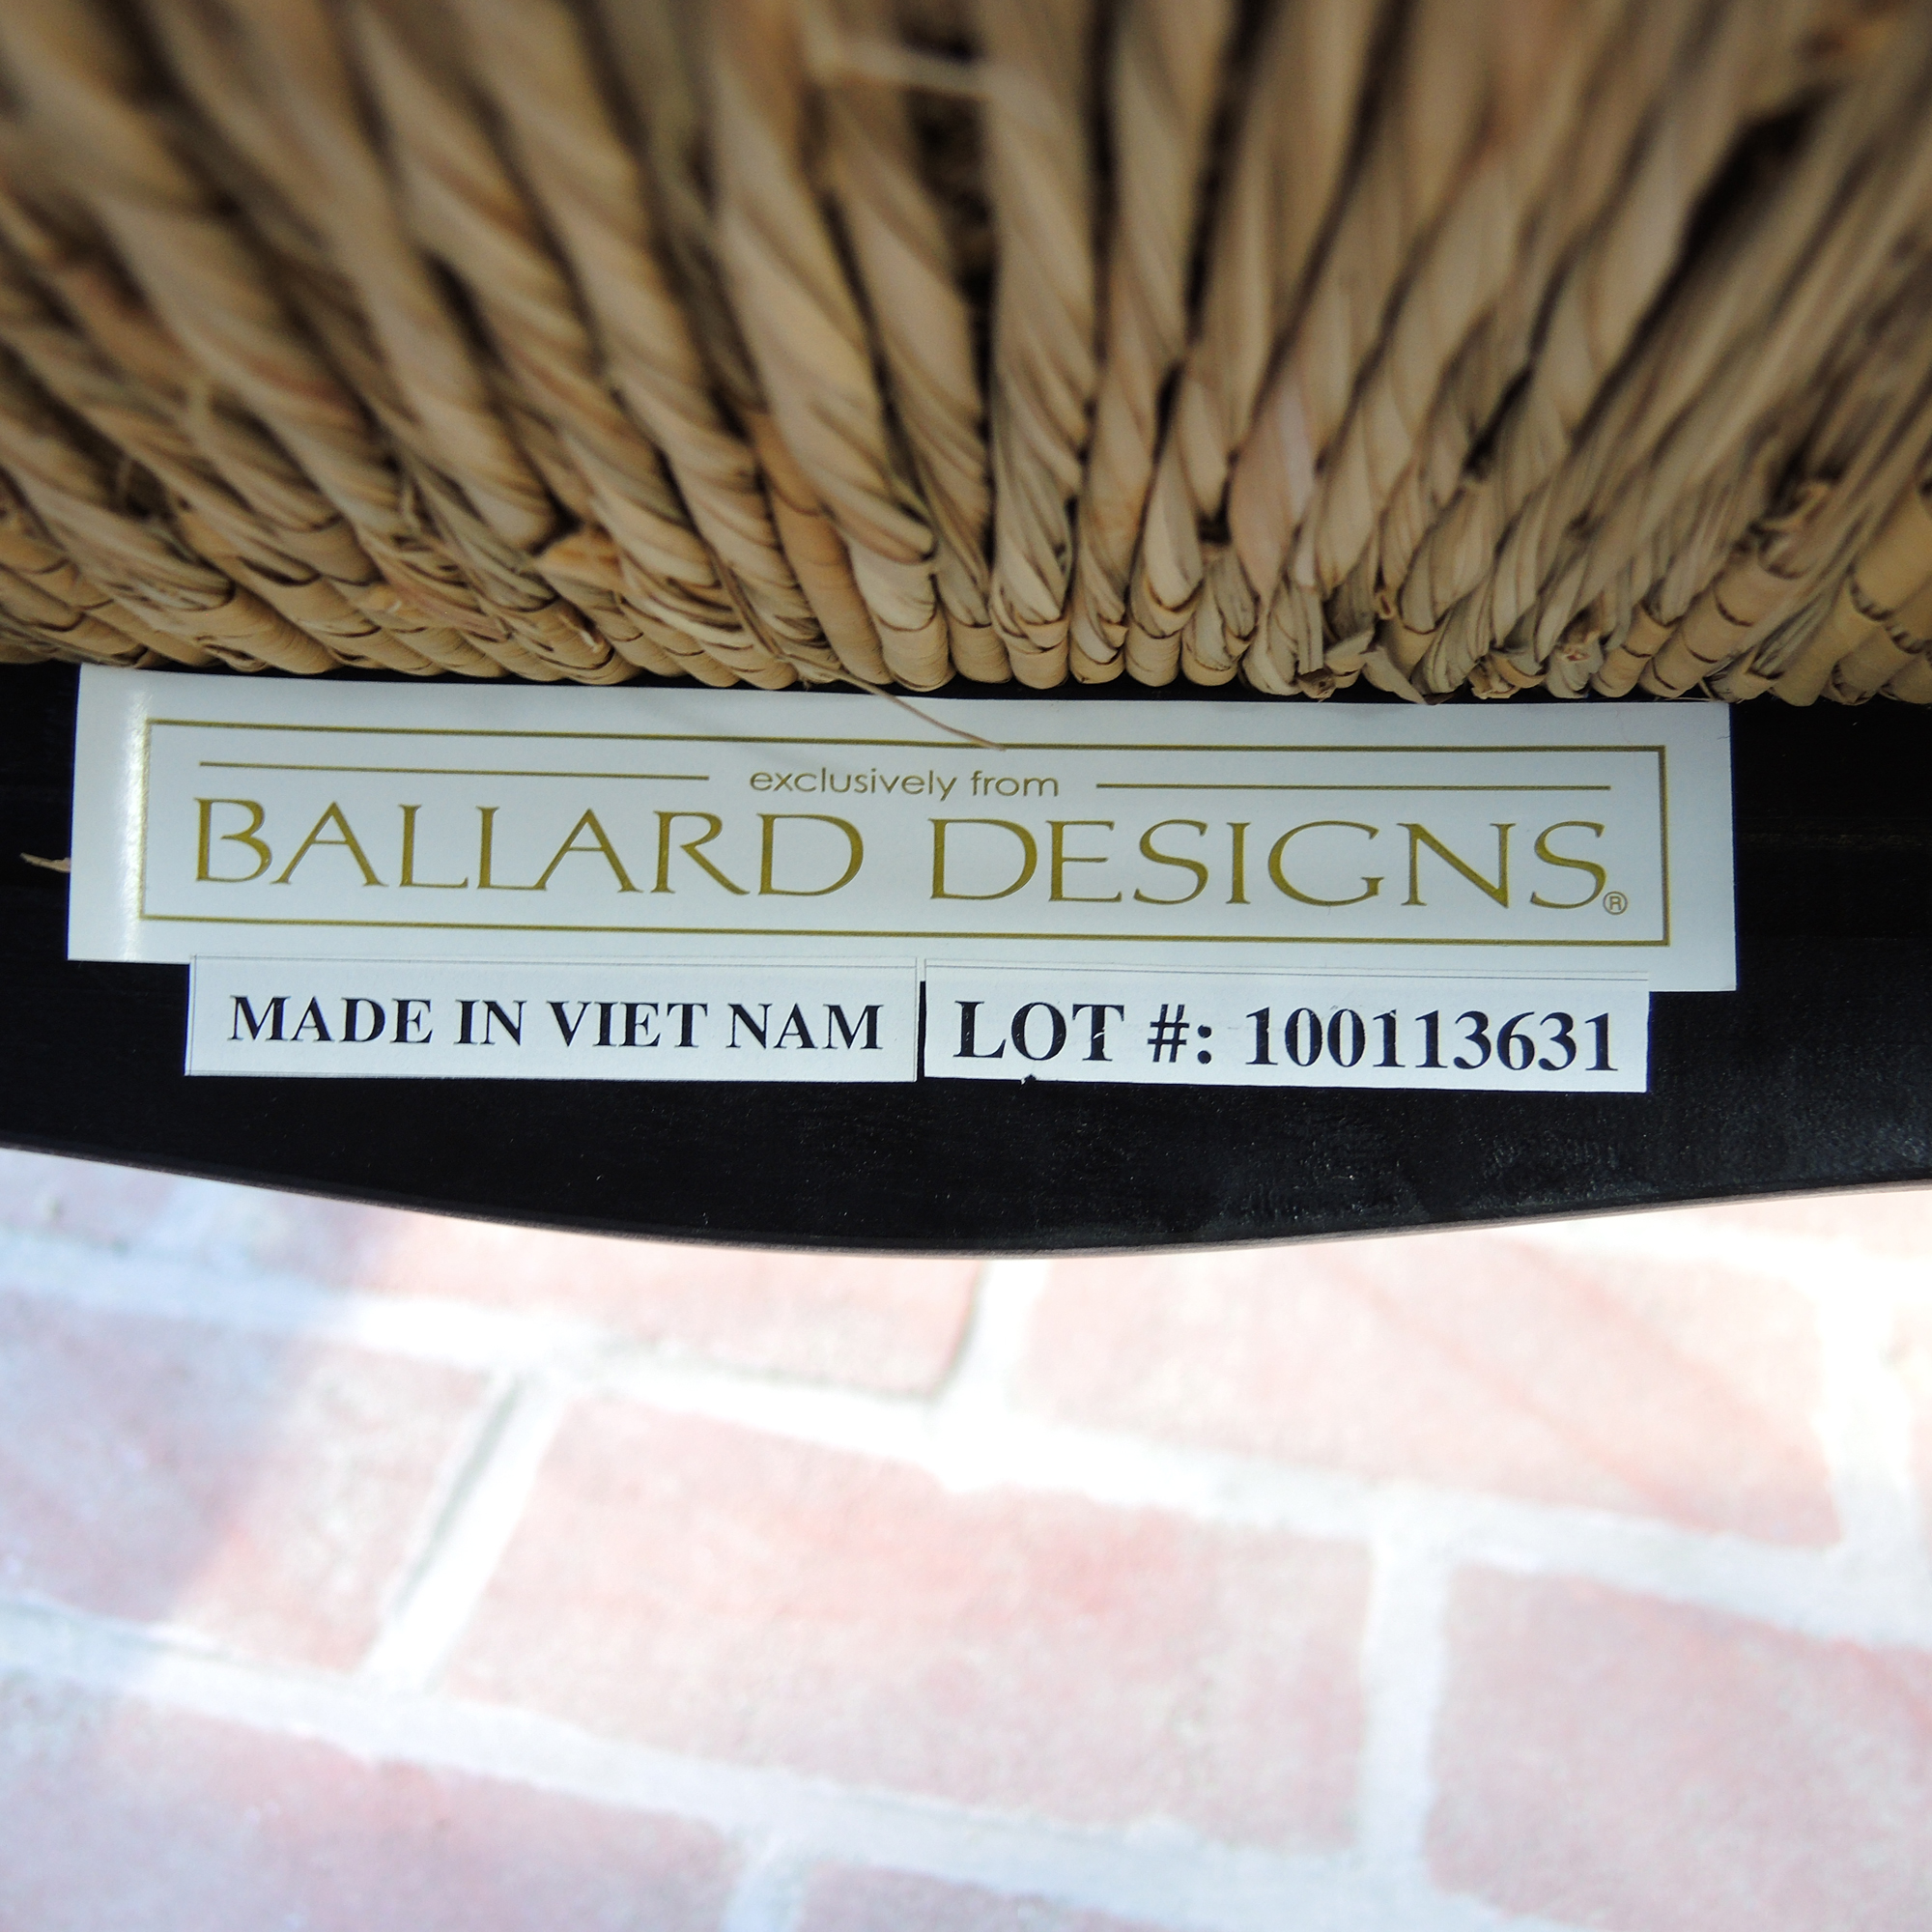 exclusively from
BALLARD DESIGNS®
MADE IN VIET NAM
LOT #: 100113631